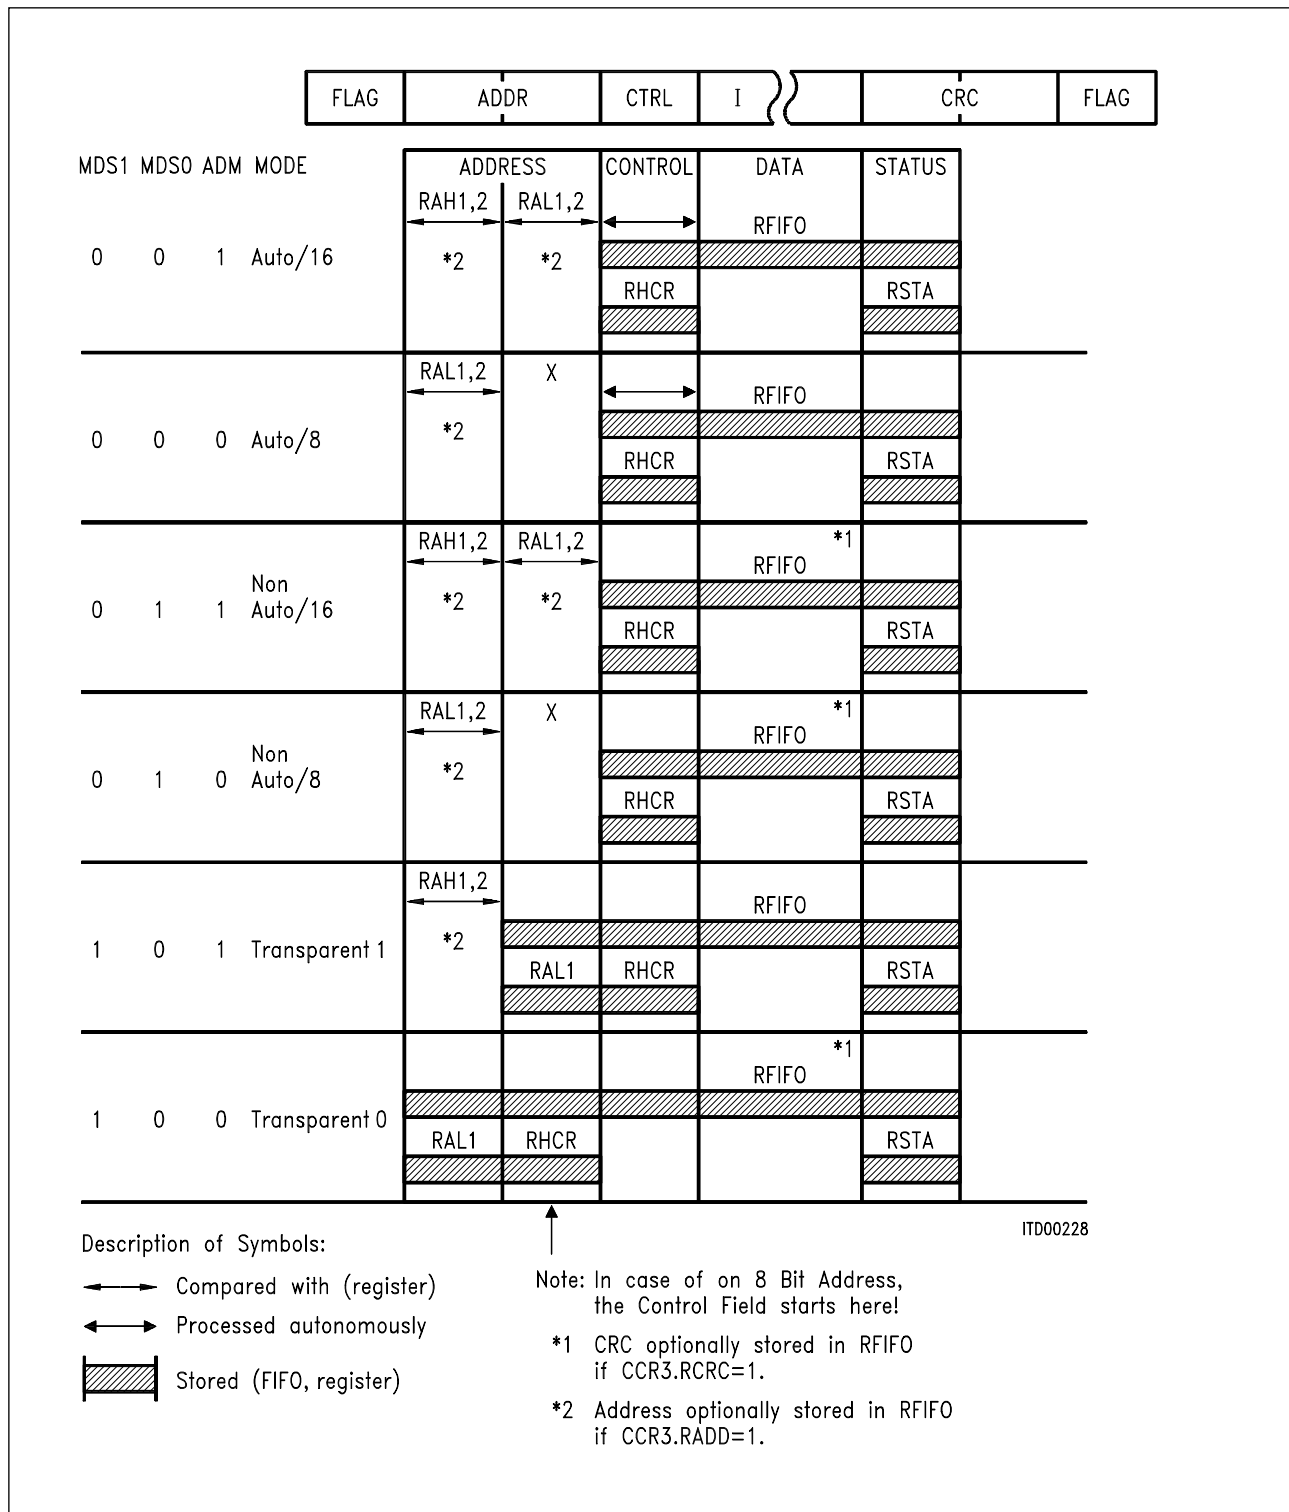 FLAG ADDR CTRL I CRC FLAG
MDS1 MDS0 ADM MODE ADDRESS CONTROL DATA STATUS
RAH1,2 RAL1,2
RFIFO
0 0 1 Auto/16 *2 *2
RHCR RSTA
RAL1,2 X
RFIFO
0 0 0 Auto/8 *2
RHCR RSTA
RAH1,2 RAL1,2 *1
RFIFO
Non
0 1 1 Auto/16 *2 *2
RHCR RSTA
RAL1,2 X *1
RFIFO
Non
0 1 0 Auto/8 *2
RHCR RSTA
RAH1,2
RFIFO
1 0 1 Transparent 1 *2
RAL1 RHCR RSTA
*1
RFIFO
1 0 0 Transparent 0
RAL1 RHCR RSTA
ITD00228
Description of Symbols:
Compared with (register)
Processed autonomously
Stored (FIFO, register)
Note: In case of on 8 Bit Address,
the Control Field starts here!
*1 CRC optionally stored in RFIFO
if CCR3.RCRC=1.
*2 Address optionally stored in RFIFO
if CCR3.RADD=1.